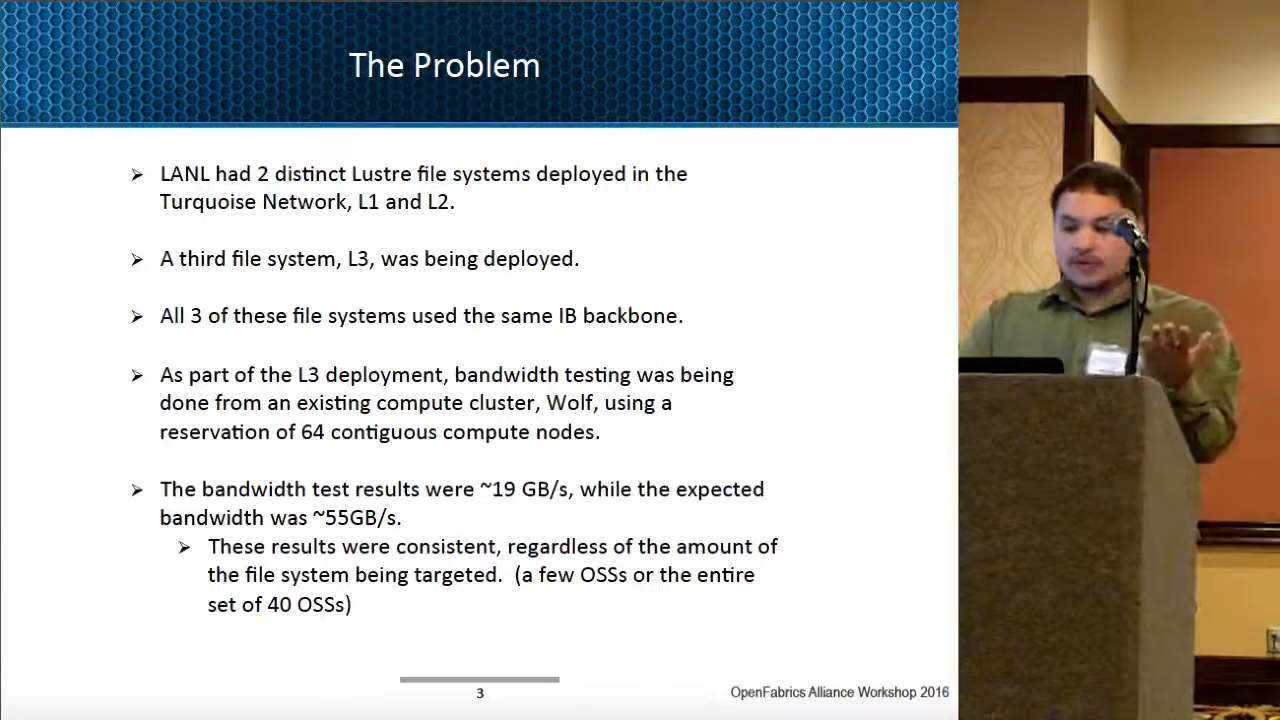 The Problem
➢ LANL had 2 distinct Lustre file systems deployed in the
Turquoise Network, L1 and L2.
➢ A third file system, L3, was being deployed.
➢ All 3 of these file systems used the same IB backbone.
➢ As part of the L3 deployment, bandwidth testing was being
done from an existing compute cluster, Wolf, using a
reservation of 64 contiguous compute nodes.
➢ The bandwidth test results were ~19 GB/s, while the expected
bandwidth was ~55GB/s.
➢ These results were consistent, regardless of the amount of
the file system being targeted. (a few OSSs or the entire
set of 40 OSSs)
3
OpenFabrics Alliance Workshop 2016